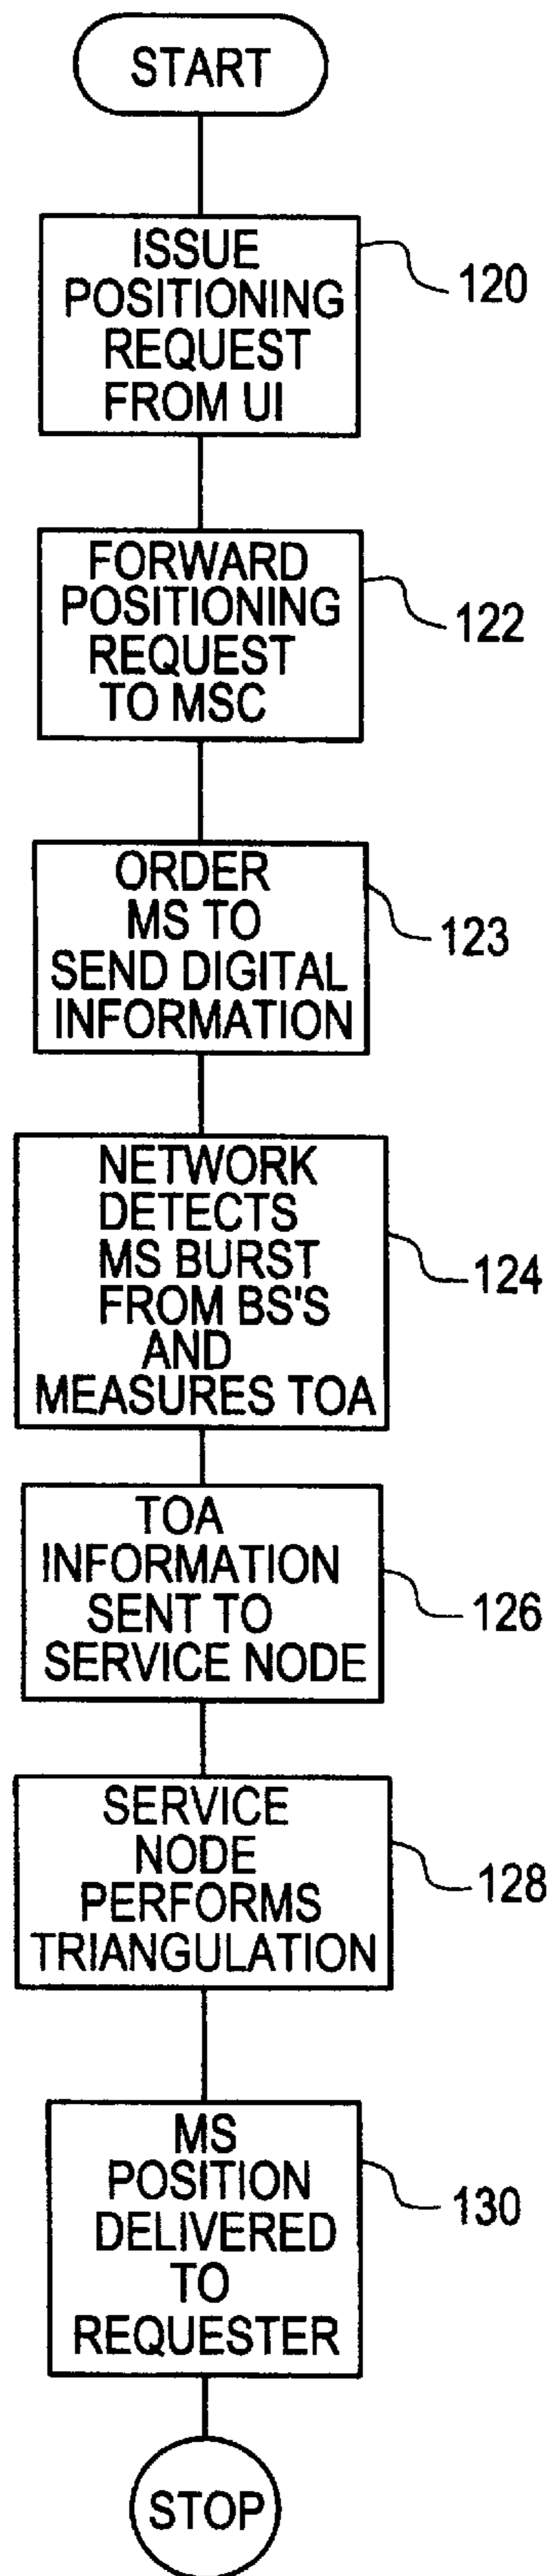 START
ISSUE
POSITIONING
REQUEST
FROM UI
120
FORWARD
POSITIONING
REQUEST
TO MSC
122
ORDER
MS TO
SEND DIGITAL
INFORMATION
123
NETWORK
DETECTS
MS BURST
FROM BS'S
AND
MEASURES TOA
124
TOA
INFORMATION
SENT TO
SERVICE NODE
126
SERVICE
NODE
PERFORMS
TRIANGULATION
128
MS
POSITION
DELIVERED
TO
REQUESTER
130
STOP